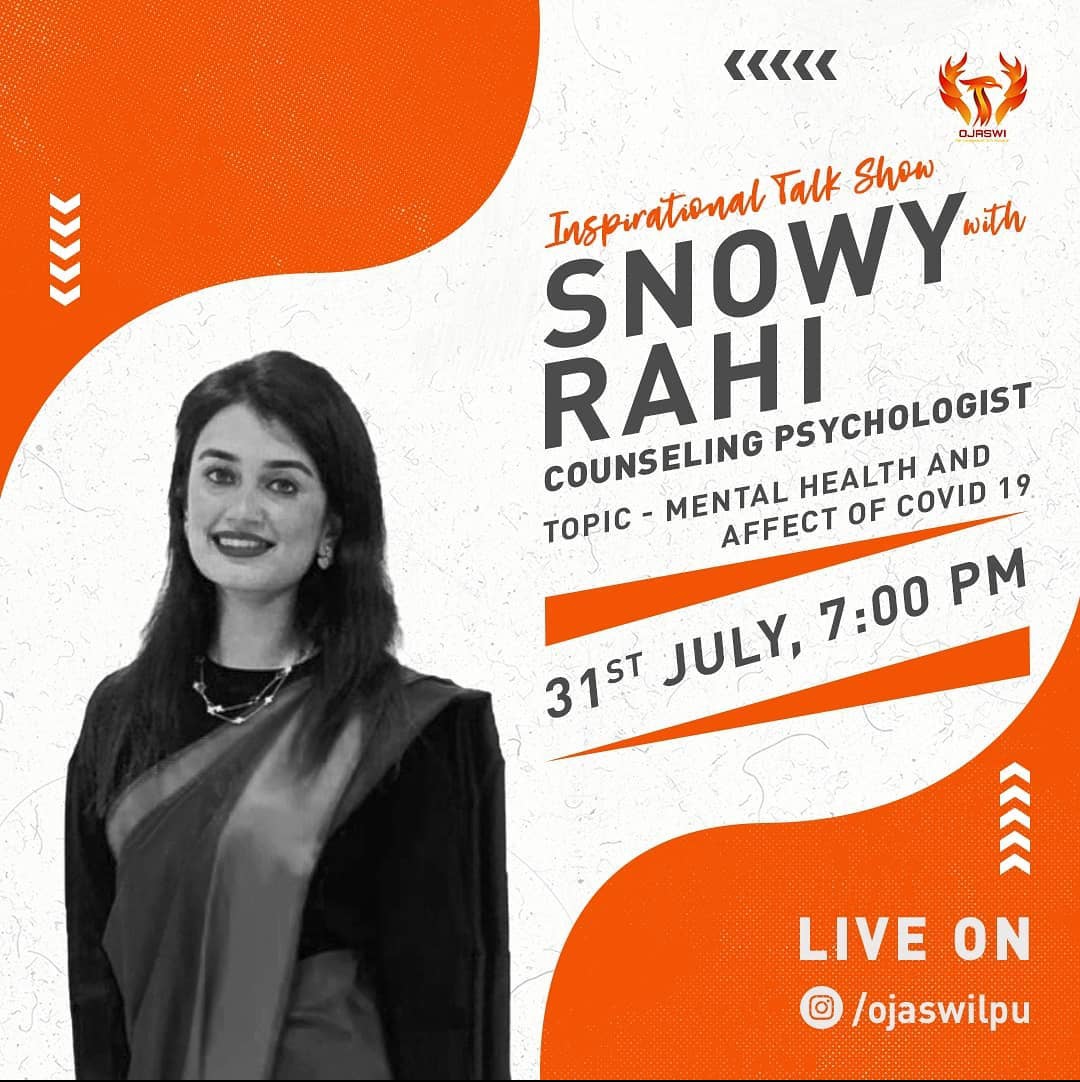 OJASWI
Inspirational Talk Show
with
SNOWY
RAHI
COUNSELING PSYCHOLOGIST
TOPIC - MENTAL HEALTH AND
AFFECT OF COVID 19
31ST JULY, 7:00 PM
LIVE ON
/ojaswilpu